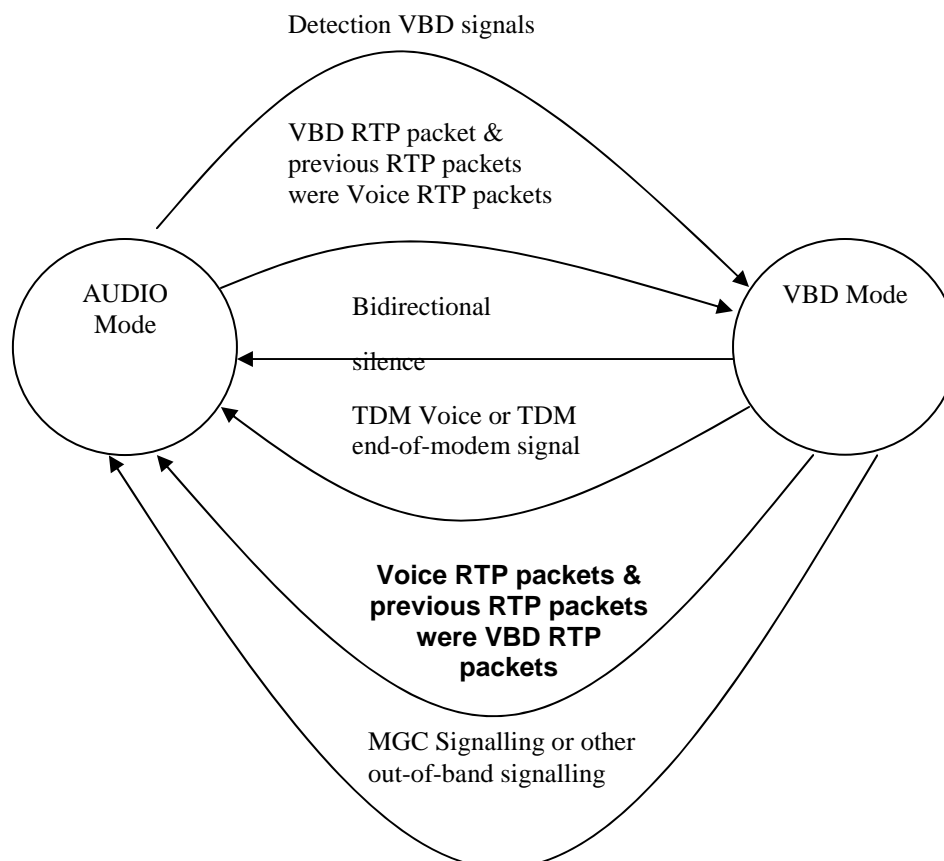 Detection VBD signals
VBD RTP packet &
previous RTP packets
were Voice RTP packets
AUDIO
Mode
VBD Mode
Bidirectional
silence
TDM Voice or TDM
end-of-modem signal
Voice RTP packets &
previous RTP packets
were VBD RTP
packets
MGC Signalling or other
out-of-band signalling